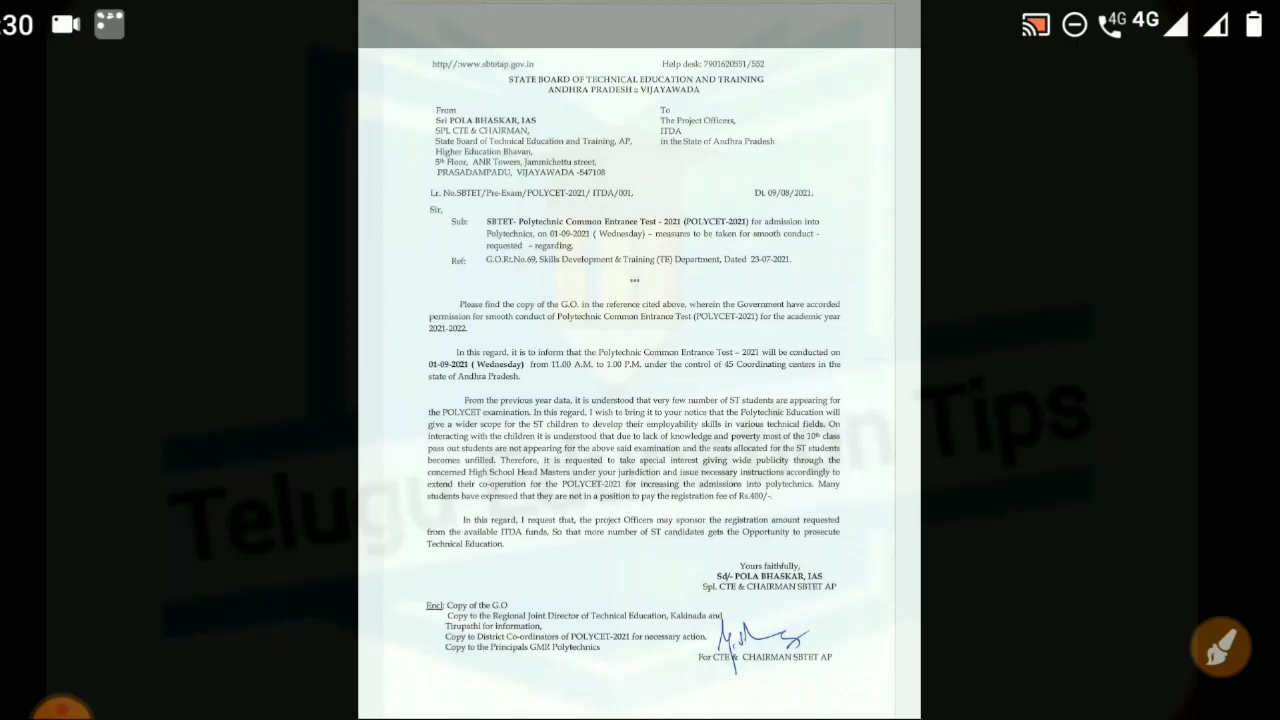 :30
4G
4G
http//:www.sbtetap.gov.in Help desk: 7901620551/552
STATE BOARD OF TECHNICAL EDUCATION AND TRAINING
ANDHRA PRADESH :: VIJAYAWADA
From To
Sri POLA BHASKAR, IAS The Project Officers,
SPL CTE & CHAIRMAN, ITDA
State Board of Technical Education and Training, AP, in the State of Andhra Pradesh
Higher Education Bhavan,
5th Floor, ANR Towers, Jammichettu street,
PRASADAMPADU, VIJAYAWADA -547108
Lr. No.SBTET/Pre-Exam/POLYCET-2021/ ITDA/001, Dt. 09/08/2021.
Sir,
Sub: SBTET- Polytechnic Common Entrance Test - 2021 (POLYCET-2021) for admission into
Polytechnics, on 01-09-2021 ( Wednesday) – measures to be taken for smooth conduct -
requested – regarding.
Ref: G.O.Rt.No.69, Skills Development & Training (TE) Department, Dated 23-07-2021.
***
Please find the copy of the G.O. in the reference cited above, wherein the Government have accorded
permission for smooth conduct of Polytechnic Common Entrance Test (POLYCET-2021) for the academic year
2021-2022.
In this regard, it is to inform that the Polytechnic Common Entrance Test – 2021 will be conducted on
01-09-2021 ( Wednesday) from 11.00 A.M. to 1.00 P.M. under the control of 45 Coordinating centers in the
state of Andhra Pradesh.
From the previous year data, it is understood that very few number of ST students are appearing for
the POLYCET examination. In this regard, I wish to bring it to your notice that the Polytechnic Education will
give a wider scope for the ST children to develop their employability skills in various technical fields. On
interacting with the children it is understood that due to lack of knowledge and poverty most of the 10th class
pass out students are not appearing for the above said examination and the seats allocated for the ST students
becomes unfilled. Therefore, it is requested to take special interest giving wide publicity through the
concerned High School Head Masters under your jurisdiction and issue necessary instructions accordingly to
extend their co-operation for the POLYCET-2021 for increasing the admissions into polytechnics. Many
students have expressed that they are not in a position to pay the registration fee of Rs.400/-.
In this regard, I request that, the project Officers may sponsor the registration amount requested
from the available ITDA funds, So that more number of ST candidates gets the Opportunity to prosecute
Technical Education.
Yours faithfully,
Sd/- POLA BHASKAR, IAS
Spl. CTE & CHAIRMAN SBTET AP
Encl: Copy of the G.O
Copy to the Regional Joint Director of Technical Education, Kakinada and
Tirupathi for information,
Copy to District Co-ordinators of POLYCET-2021 for necessary action.
Copy to the Principals GMR Polytechnics
For CTE & CHAIRMAN SBTET AP
Telugu Tips